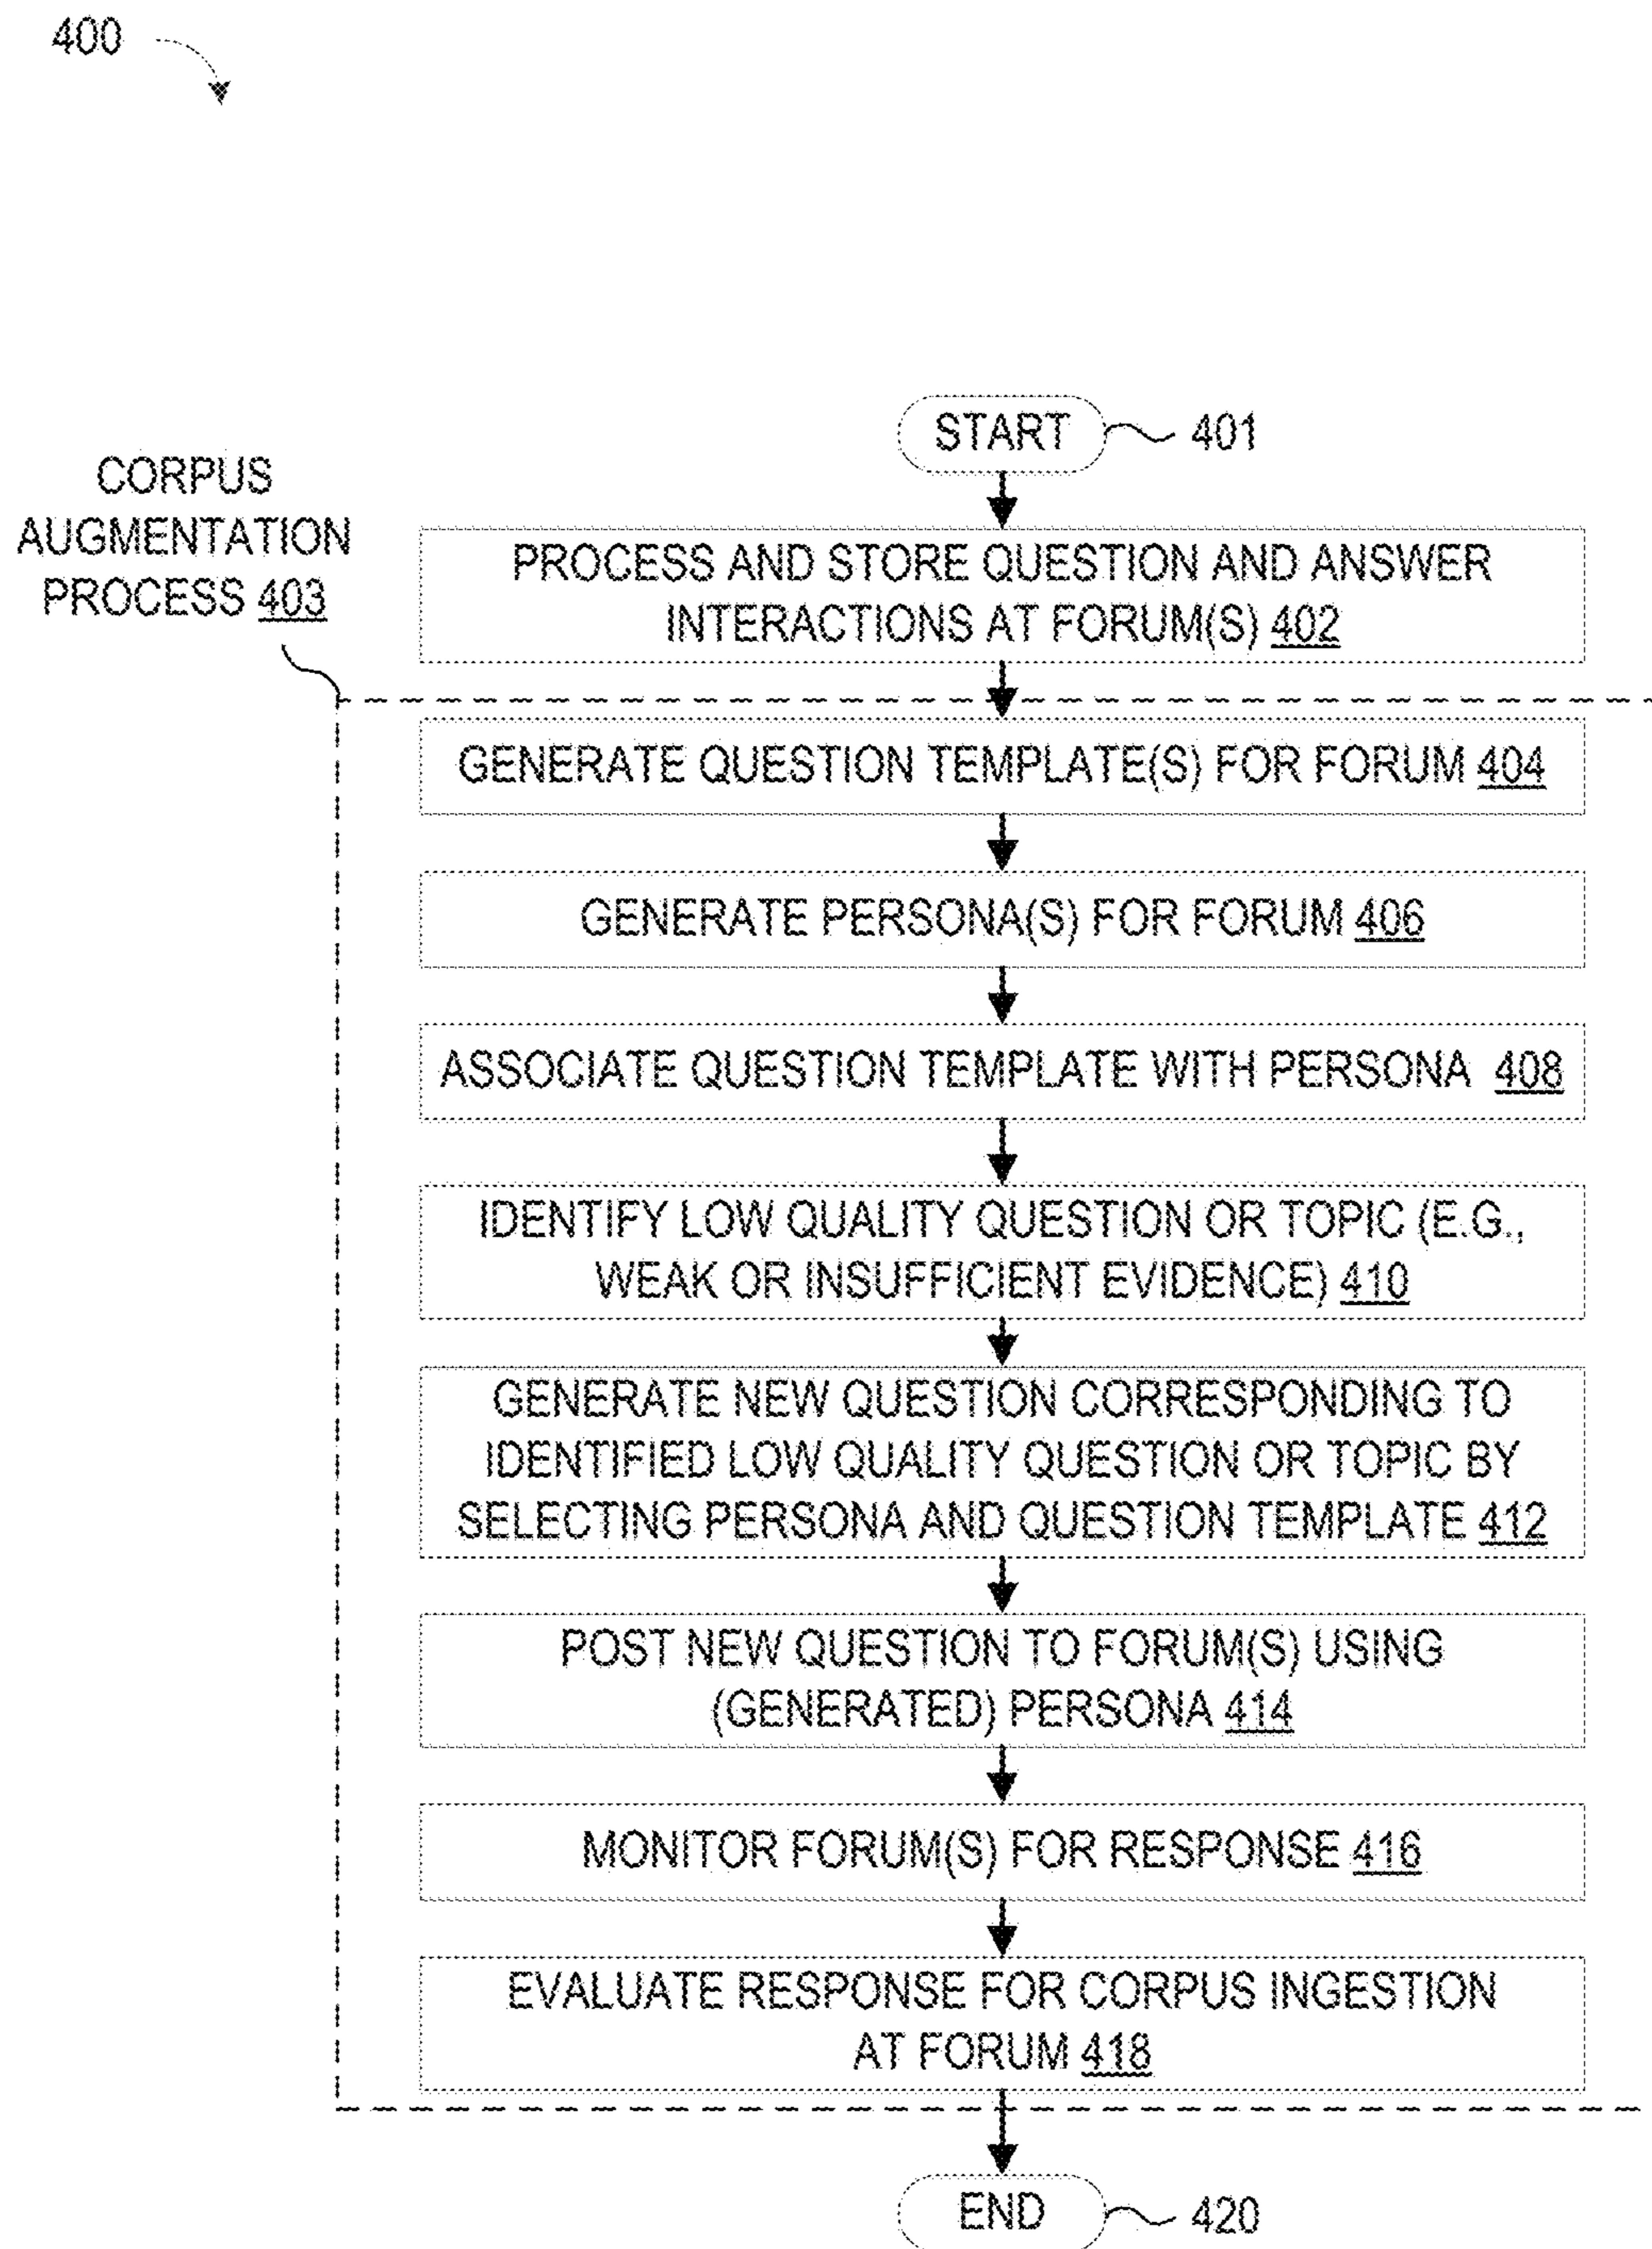 400
START
401
CORPUS
AUGMENTATION
PROCESS 403
PROCESS AND STORE QUESTION AND ANSWER
INTERACTIONS AT FORUM(S) 402
GENERATE QUESTION TEMPLATE(S) FOR FORUM 404
GENERATE PERSONA(S) FOR FORUM 406
ASSOCIATE QUESTION TEMPLATE WITH PERSONA 408
IDENTIFY LOW QUALITY QUESTION OR TOPIC (E.G.,
WEAK OR INSUFFICIENT EVIDENCE) 410
GENERATE NEW QUESTION CORRESPONDING TO
IDENTIFIED LOW QUALITY QUESTION OR TOPIC BY
SELECTING PERSONA AND QUESTION TEMPLATE 412
POST NEW QUESTION TO FORUM(S) USING
(GENERATED) PERSONA 414
MONITOR FORUM(S) FOR RESPONSE 416
EVALUATE RESPONSE FOR CORPUS INGESTION
AT FORUM 418
END
420